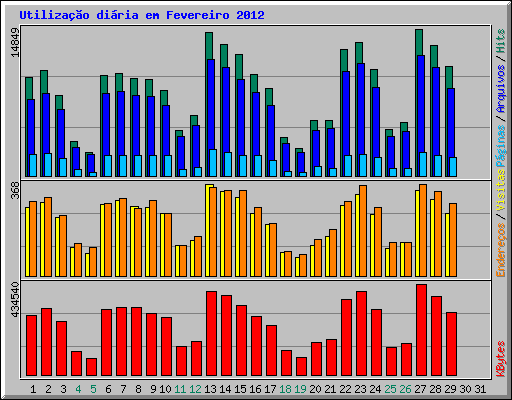 Utilização diária em Fevereiro 2012
14849
368
434540
Endereços / Visitas Páginas / Arquivos / Hits
KBytes
1 2 3 4 5 6 7 8 9 10 11 12 13 14 15 16 17 18 19 20 21 22 23 24 25 26 27 28 29 30 31